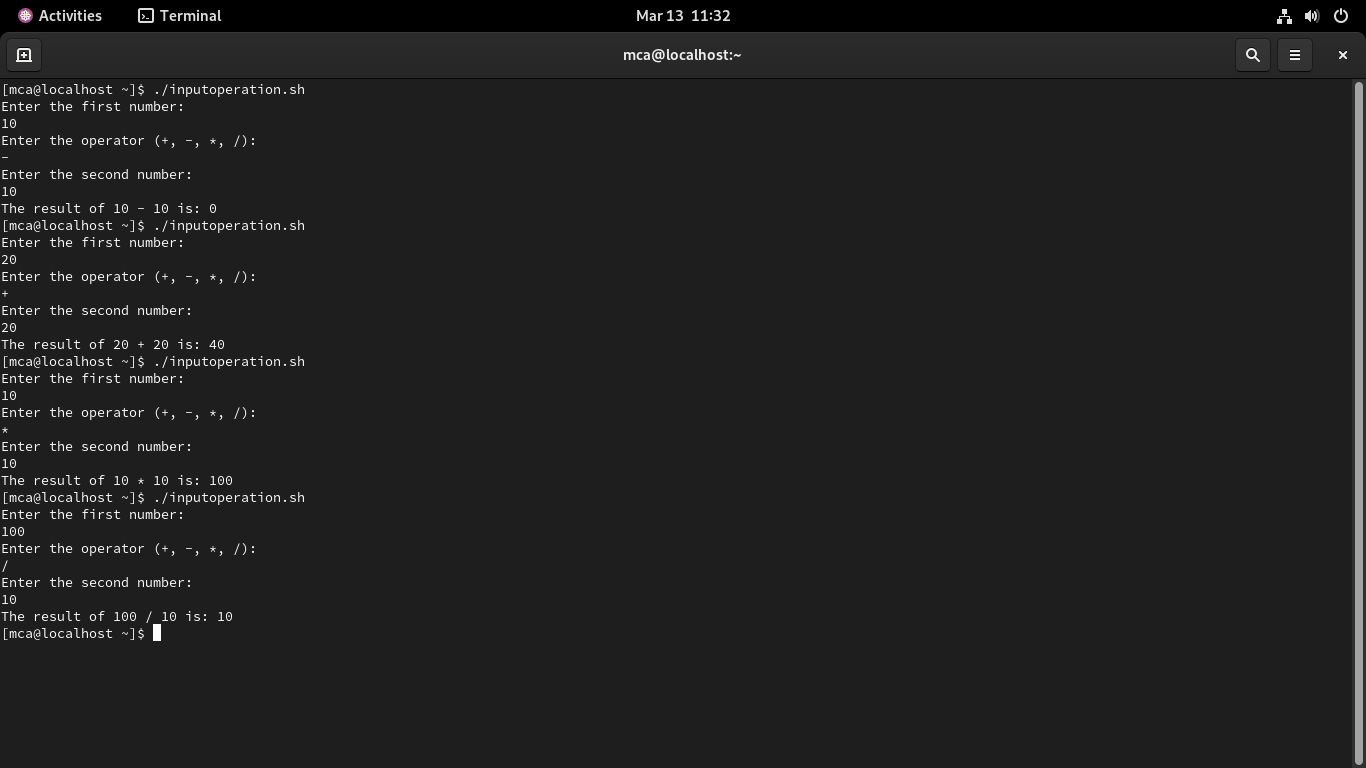 Activities Terminal Mar 13 11:32
mca@localhost:~
[mca@localhost ~]$ ./inputoperation.sh
Enter the first number:
10
Enter the operator (+, -, *, /):
-
Enter the second number:
10
The result of 10 - 10 is: 0
[mca@localhost ~]$ ./inputoperation.sh
Enter the first number:
20
Enter the operator (+, -, *, /):
+
Enter the second number:
20
The result of 20 + 20 is: 40
[mca@localhost ~]$ ./inputoperation.sh
Enter the first number:
10
Enter the operator (+, -, *, /):
*
Enter the second number:
10
The result of 10 * 10 is: 100
[mca@localhost ~]$ ./inputoperation.sh
Enter the first number:
100
Enter the operator (+, -, *, /):
/
Enter the second number:
10
The result of 100 / 10 is: 10
[mca@localhost ~]$